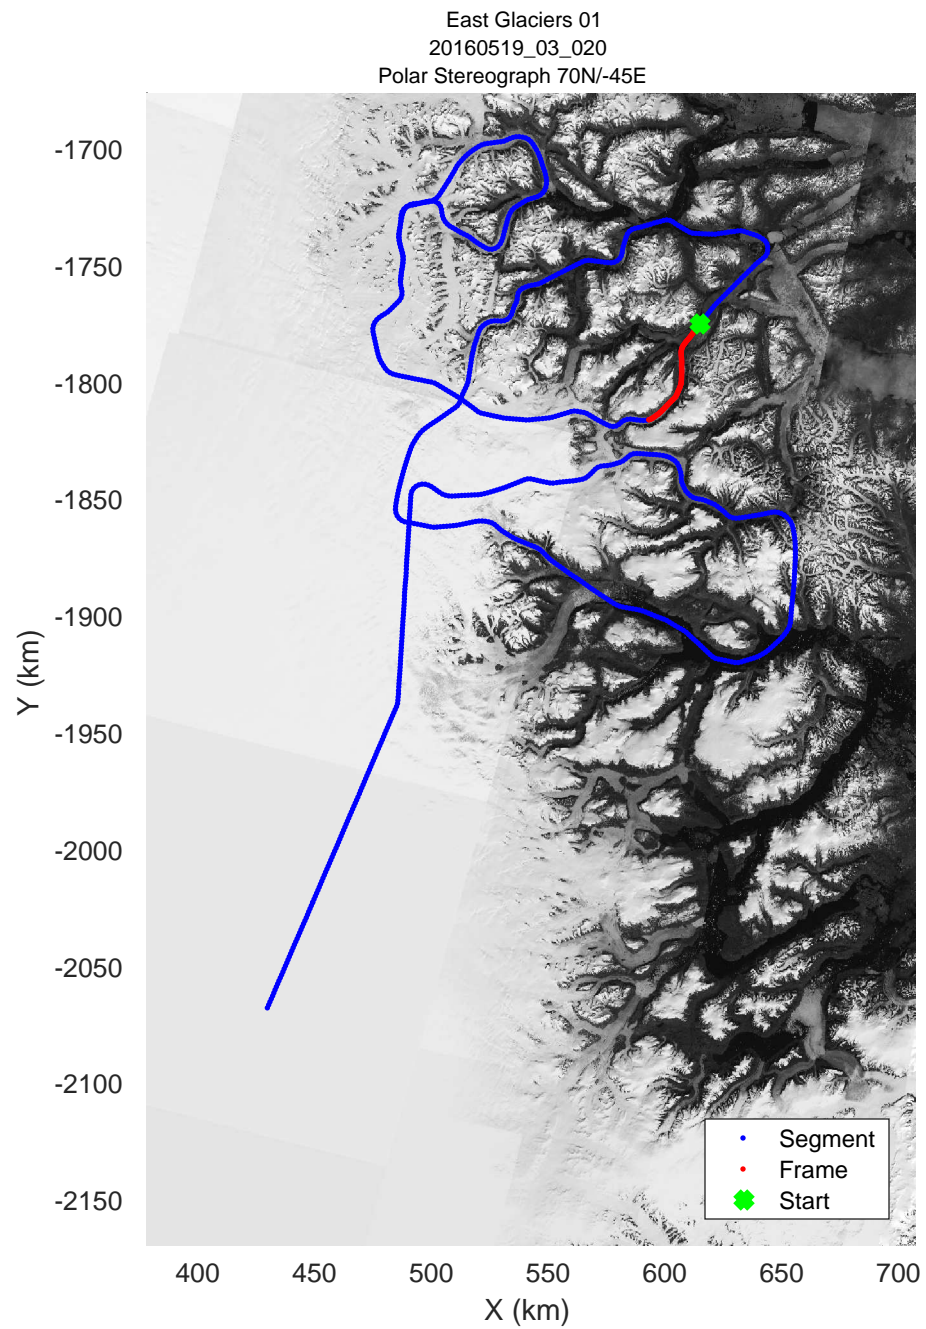 East Glaciers 01
20160519_03_020
Polar Stereograph 70N/-45E
-1700
-1750
-1800
-1850
-1900
-1950
-2000
-2050
-2100
-2150
Y (km)
Segment
Frame
Start
400 450 500 550 600 650 700
X (km)